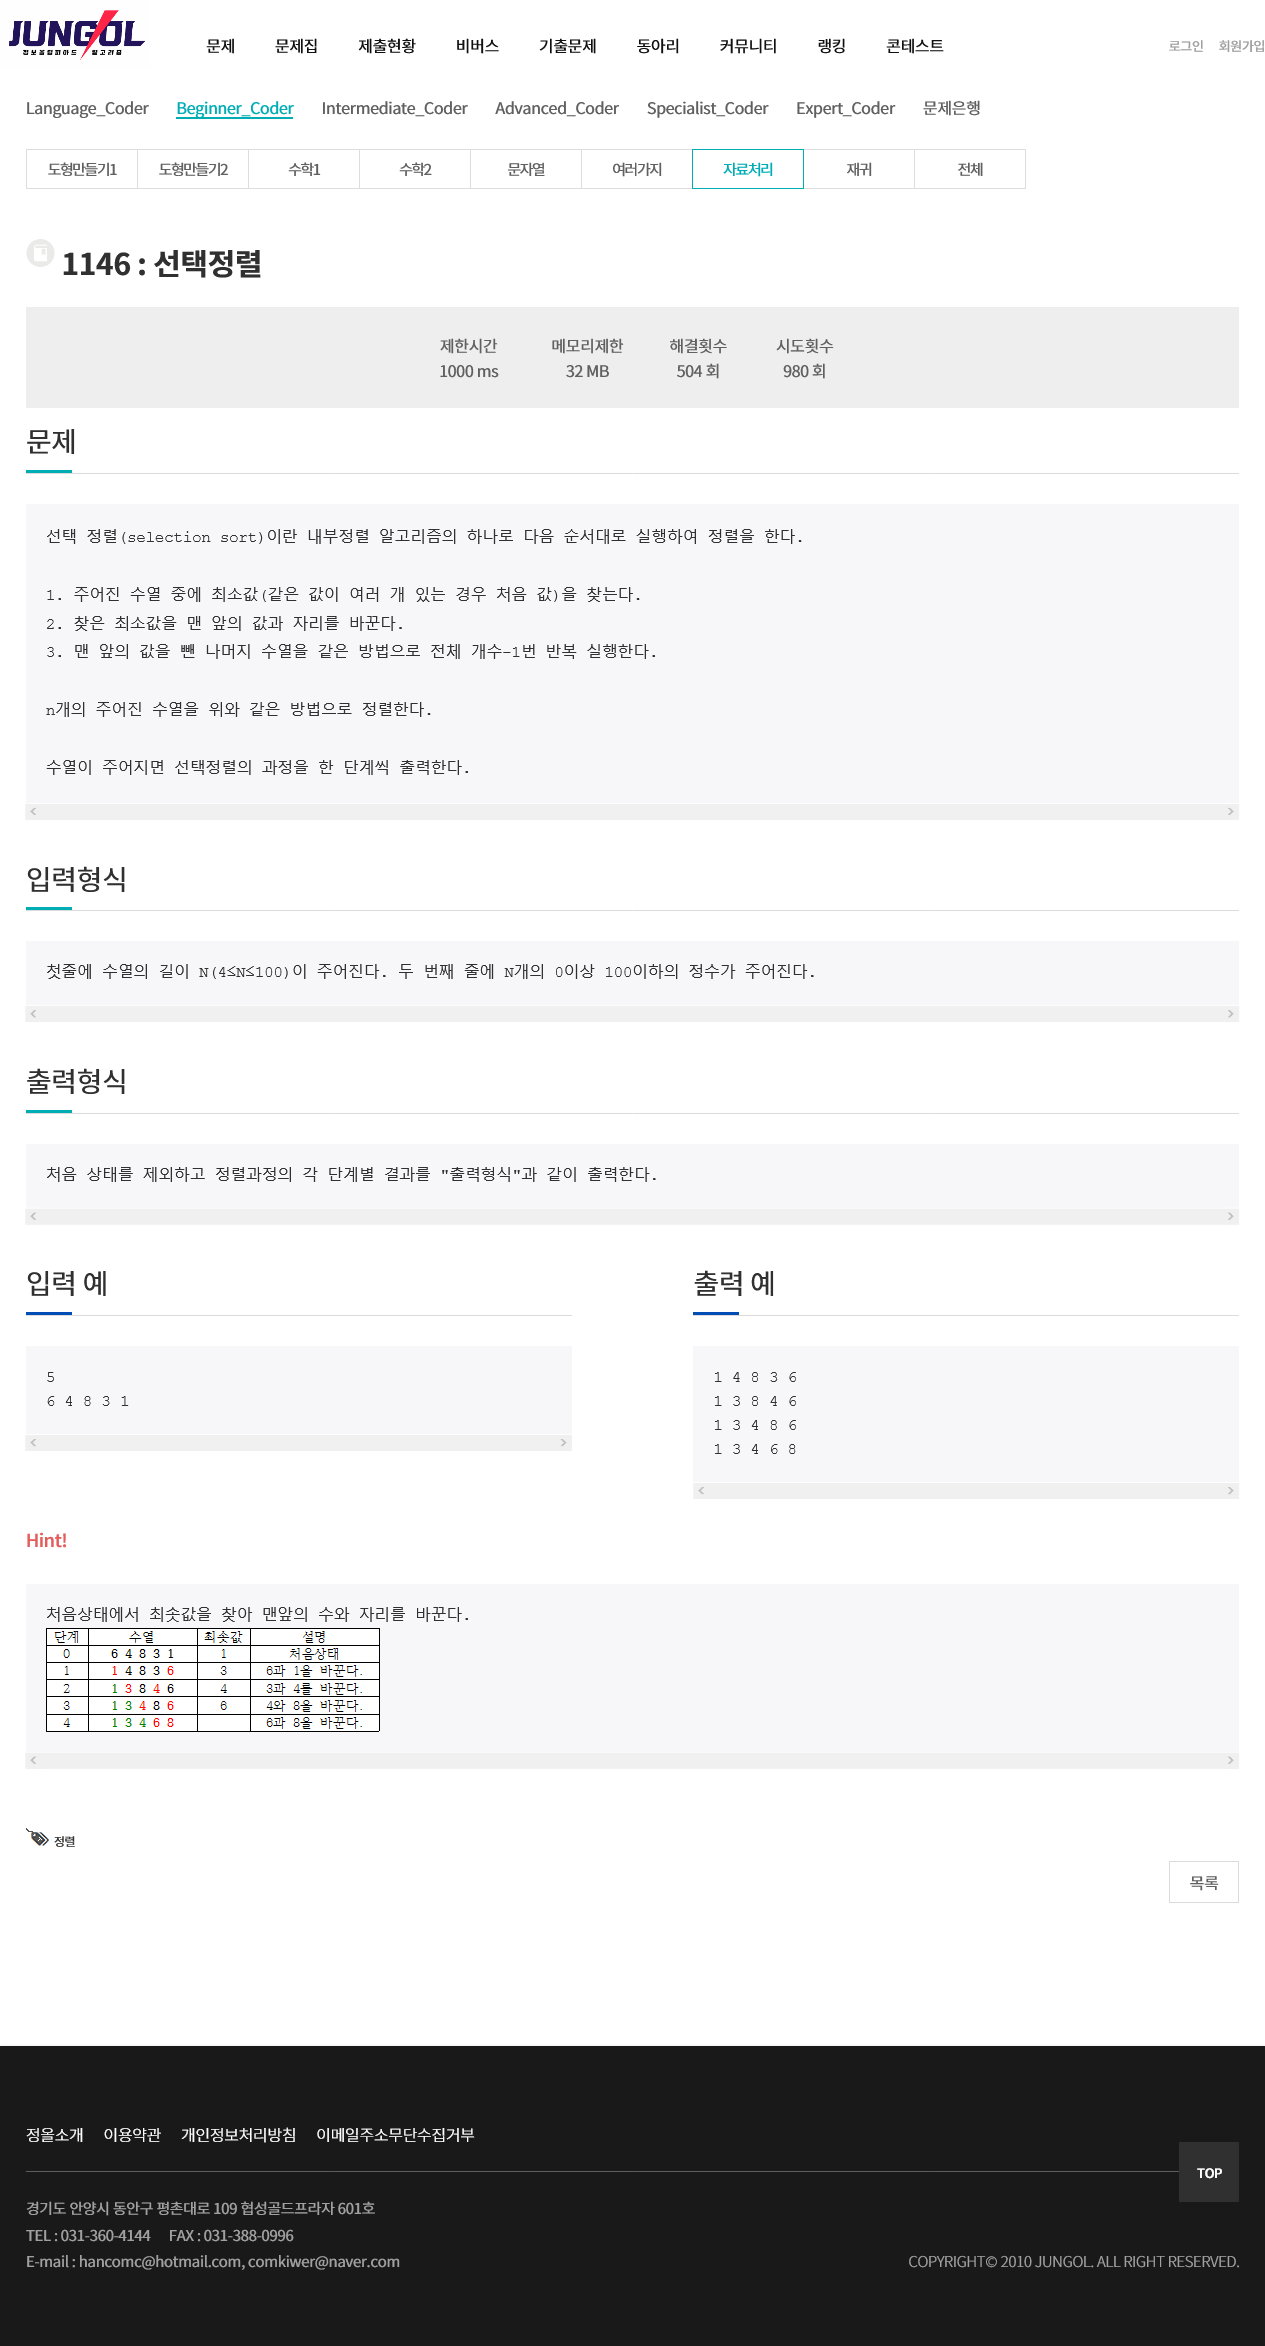 JUNGOL
정보올림피아드 알고리즘
문제 문제집 제출현황 비버스 기출문제 동아리 커뮤니티 랭킹 콘테스트 로그인 회원가입
Language_Coder Beginner_Coder Intermediate_Coder Advanced_Coder Specialist_Coder Expert_Coder 문제은행
도형만들기1 도형만들기2 수학1 수학2 문자열 여러가지 자료처리 재귀 전체
1146 : 선택정렬
제한시간 메모리제한 해결횟수 시도횟수
1000 ms 32 MB 504 회 980 회
문제
선택 정렬(selection sort)이란 내부정렬 알고리즘의 하나로 다음 순서대로 실행하여 정렬을 한다.
1. 주어진 수열 중에 최소값(같은 값이 여러 개 있는 경우 처음 값)을 찾는다.
2. 찾은 최소값을 맨 앞의 값과 자리를 바꾼다.
3. 맨 앞의 값을 뺀 나머지 수열을 같은 방법으로 전체 개수-1번 반복 실행한다.
n개의 주어진 수열을 위와 같은 방법으로 정렬한다.
수열이 주어지면 선택정렬의 과정을 한 단계씩 출력한다.
입력형식
첫줄에 수열의 길이 N(4≤N≤100)이 주어진다. 두 번째 줄에 N개의 0이상 100이하의 정수가 주어진다.
출력형식
처음 상태를 제외하고 정렬과정의 각 단계별 결과를 "출력형식"과 같이 출력한다.
입력 예
5
6 4 8 3 1
출력 예
1 4 8 3 6
1 3 8 4 6
1 3 4 8 6
1 3 4 6 8
Hint!
처음상태에서 최솟값을 찾아 맨앞의 수와 자리를 바꾼다.
단계 수열 최솟값 설명
0 6 4 8 3 1 1 처음상태
1 1 4 8 3 6 3 6과 1을 바꾼다.
2 1 3 8 4 6 4 3과 4를 바꾼다.
3 1 3 4 8 6 6 4와 8을 바꾼다.
4 1 3 4 6 8 6과 8을 바꾼다.
정렬
목록
정올소개 이용약관 개인정보처리방침 이메일주소무단수집거부
TOP
경기도 안양시 동안구 평촌대로 109 협성골드프라자 601호
TEL : 031-360-4144 FAX : 031-388-0996
E-mail : hancomc@hotmail.com, comkiwer@naver.com COPYRIGHT© 2010 JUNGOL. ALL RIGHT RESERVED.